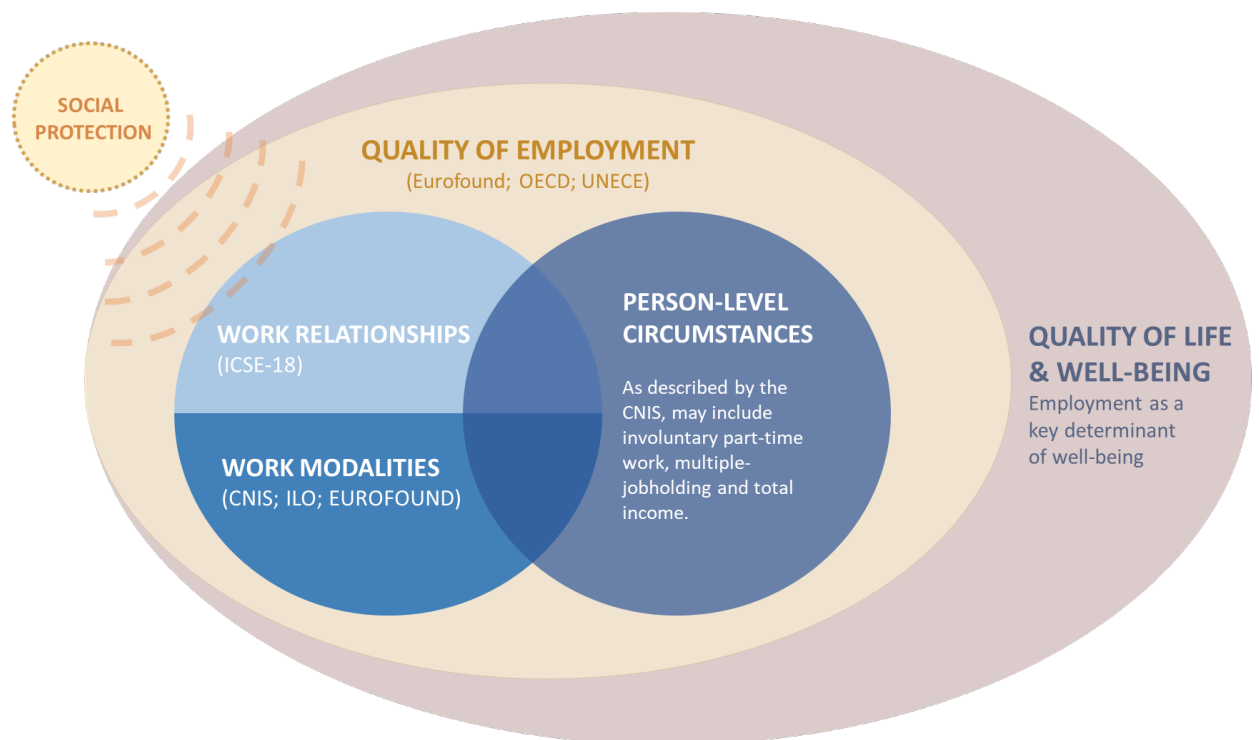 SOCIAL
PROTECTION
QUALITY OF EMPLOYMENT
(Eurofound; OECD; UNECE)
WORK RELATIONSHIPS
(ICSE-18)
WORK MODALITIES
(CNIS; ILO; EUROFOUND)
PERSON-LEVEL
CIRCUMSTANCES
As described by the
CNIS, may include
involuntary part-time
work, multiple-
jobholding and total
income.
QUALITY OF LIFE
& WELL-BEING
Employment as a
key determinant
of well-being